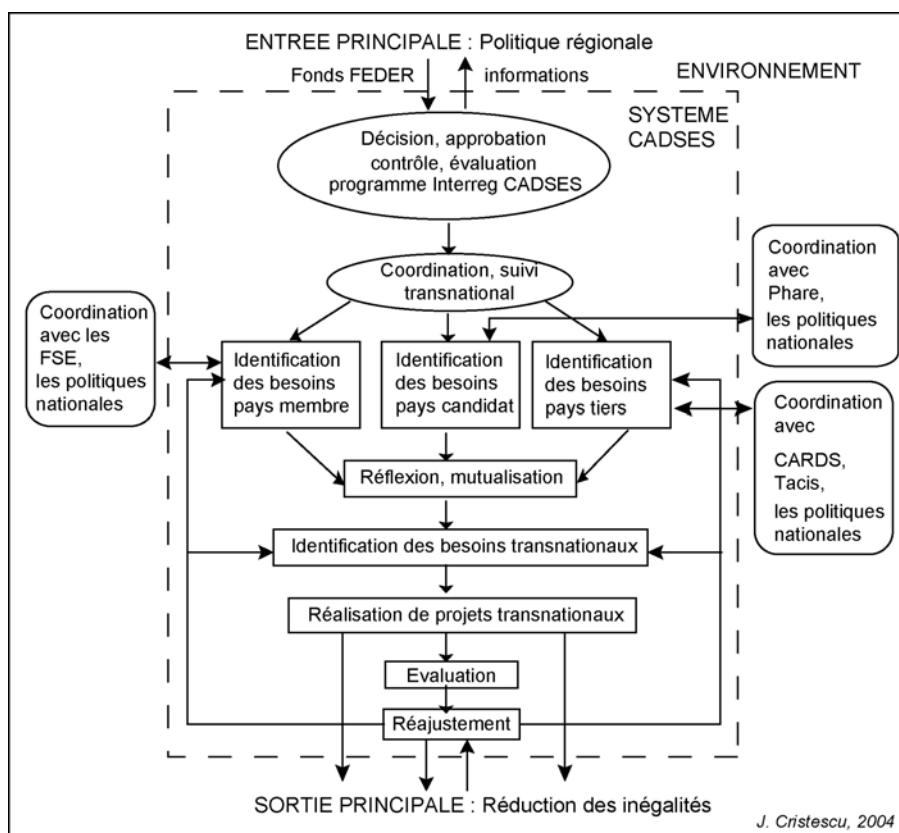 ENTREE PRINCIPALE : Politique régionale
Fonds FEDER
informations
ENVIRONNEMENT
SYSTEME
CADSES
Décision, approbation
contrôle, évaluation
programme Interreg CADSES
Coordination, suivi
transnational
Coordination
avec
Phare,
les politiques
nationales
Coordination
avec les
FSE,
les politiques
nationales
Identification
des besoins
pays membre
Identification
des besoins
pays candidat
Identification
des besoins
pays tiers
Coordination
avec
CARDS,
Tacis,
les politiques
nationales
Réflexion, mutualisation
Identification des besoins transnationaux
Réalisation de projets transnationaux
Evaluation
Réajustement
SORTIE PRINCIPALE : Réduction des inégalités
J. Cristescu, 2004